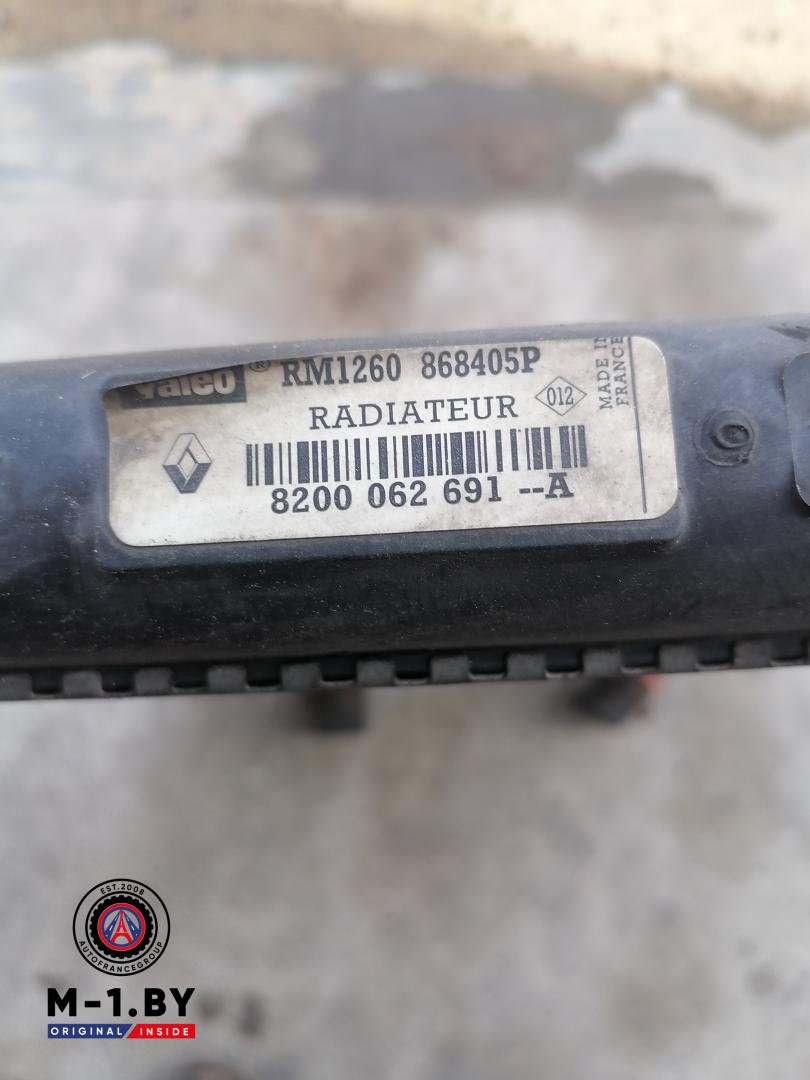 Valeo ® RM1260 868405P
RADIATEUR
012
MADE IN
FRANCE
8200 062 691 --A
EST.2008
AUTOFRANCEGROUP
M-1.BY
ORIGINAL INSIDE